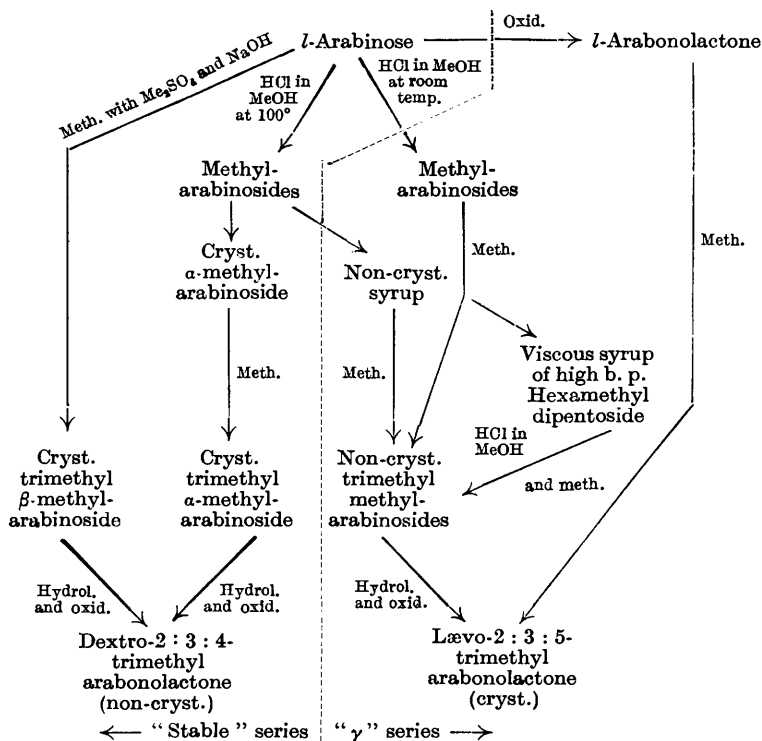 Oxid.
l-Arabinose
l-Arabonolactone
Meth. with Me₂SO₄ and NaOH
HCl in
MeOH
at 100°
HCl in MeOH
at room
temp.
Methyl-
arabinosides
Methyl-
arabinosides
Meth.
Meth.
Cryst.
α-methyl-
arabinoside
Non-cryst.
syrup
Viscous syrup
of high b. p.
Hexamethyl
dipentoside
Meth.
Meth.
HCl in
MeOH
and meth.
Cryst.
trimethyl
β-methyl-
arabinoside
Cryst.
trimethyl
α-methyl-
arabinoside
Non-cryst.
trimethyl
methyl-
arabinosides
Hydrol.
and oxid.
Hydrol.
and oxid.
Hydrol.
and oxid.
Dextro-2 : 3 : 4-
trimethyl
arabonolactone
(non-cryst.)
Lævo-2 : 3 : 5-
trimethyl
arabonolactone
(cryst.)
← “Stable” series
“γ” series →